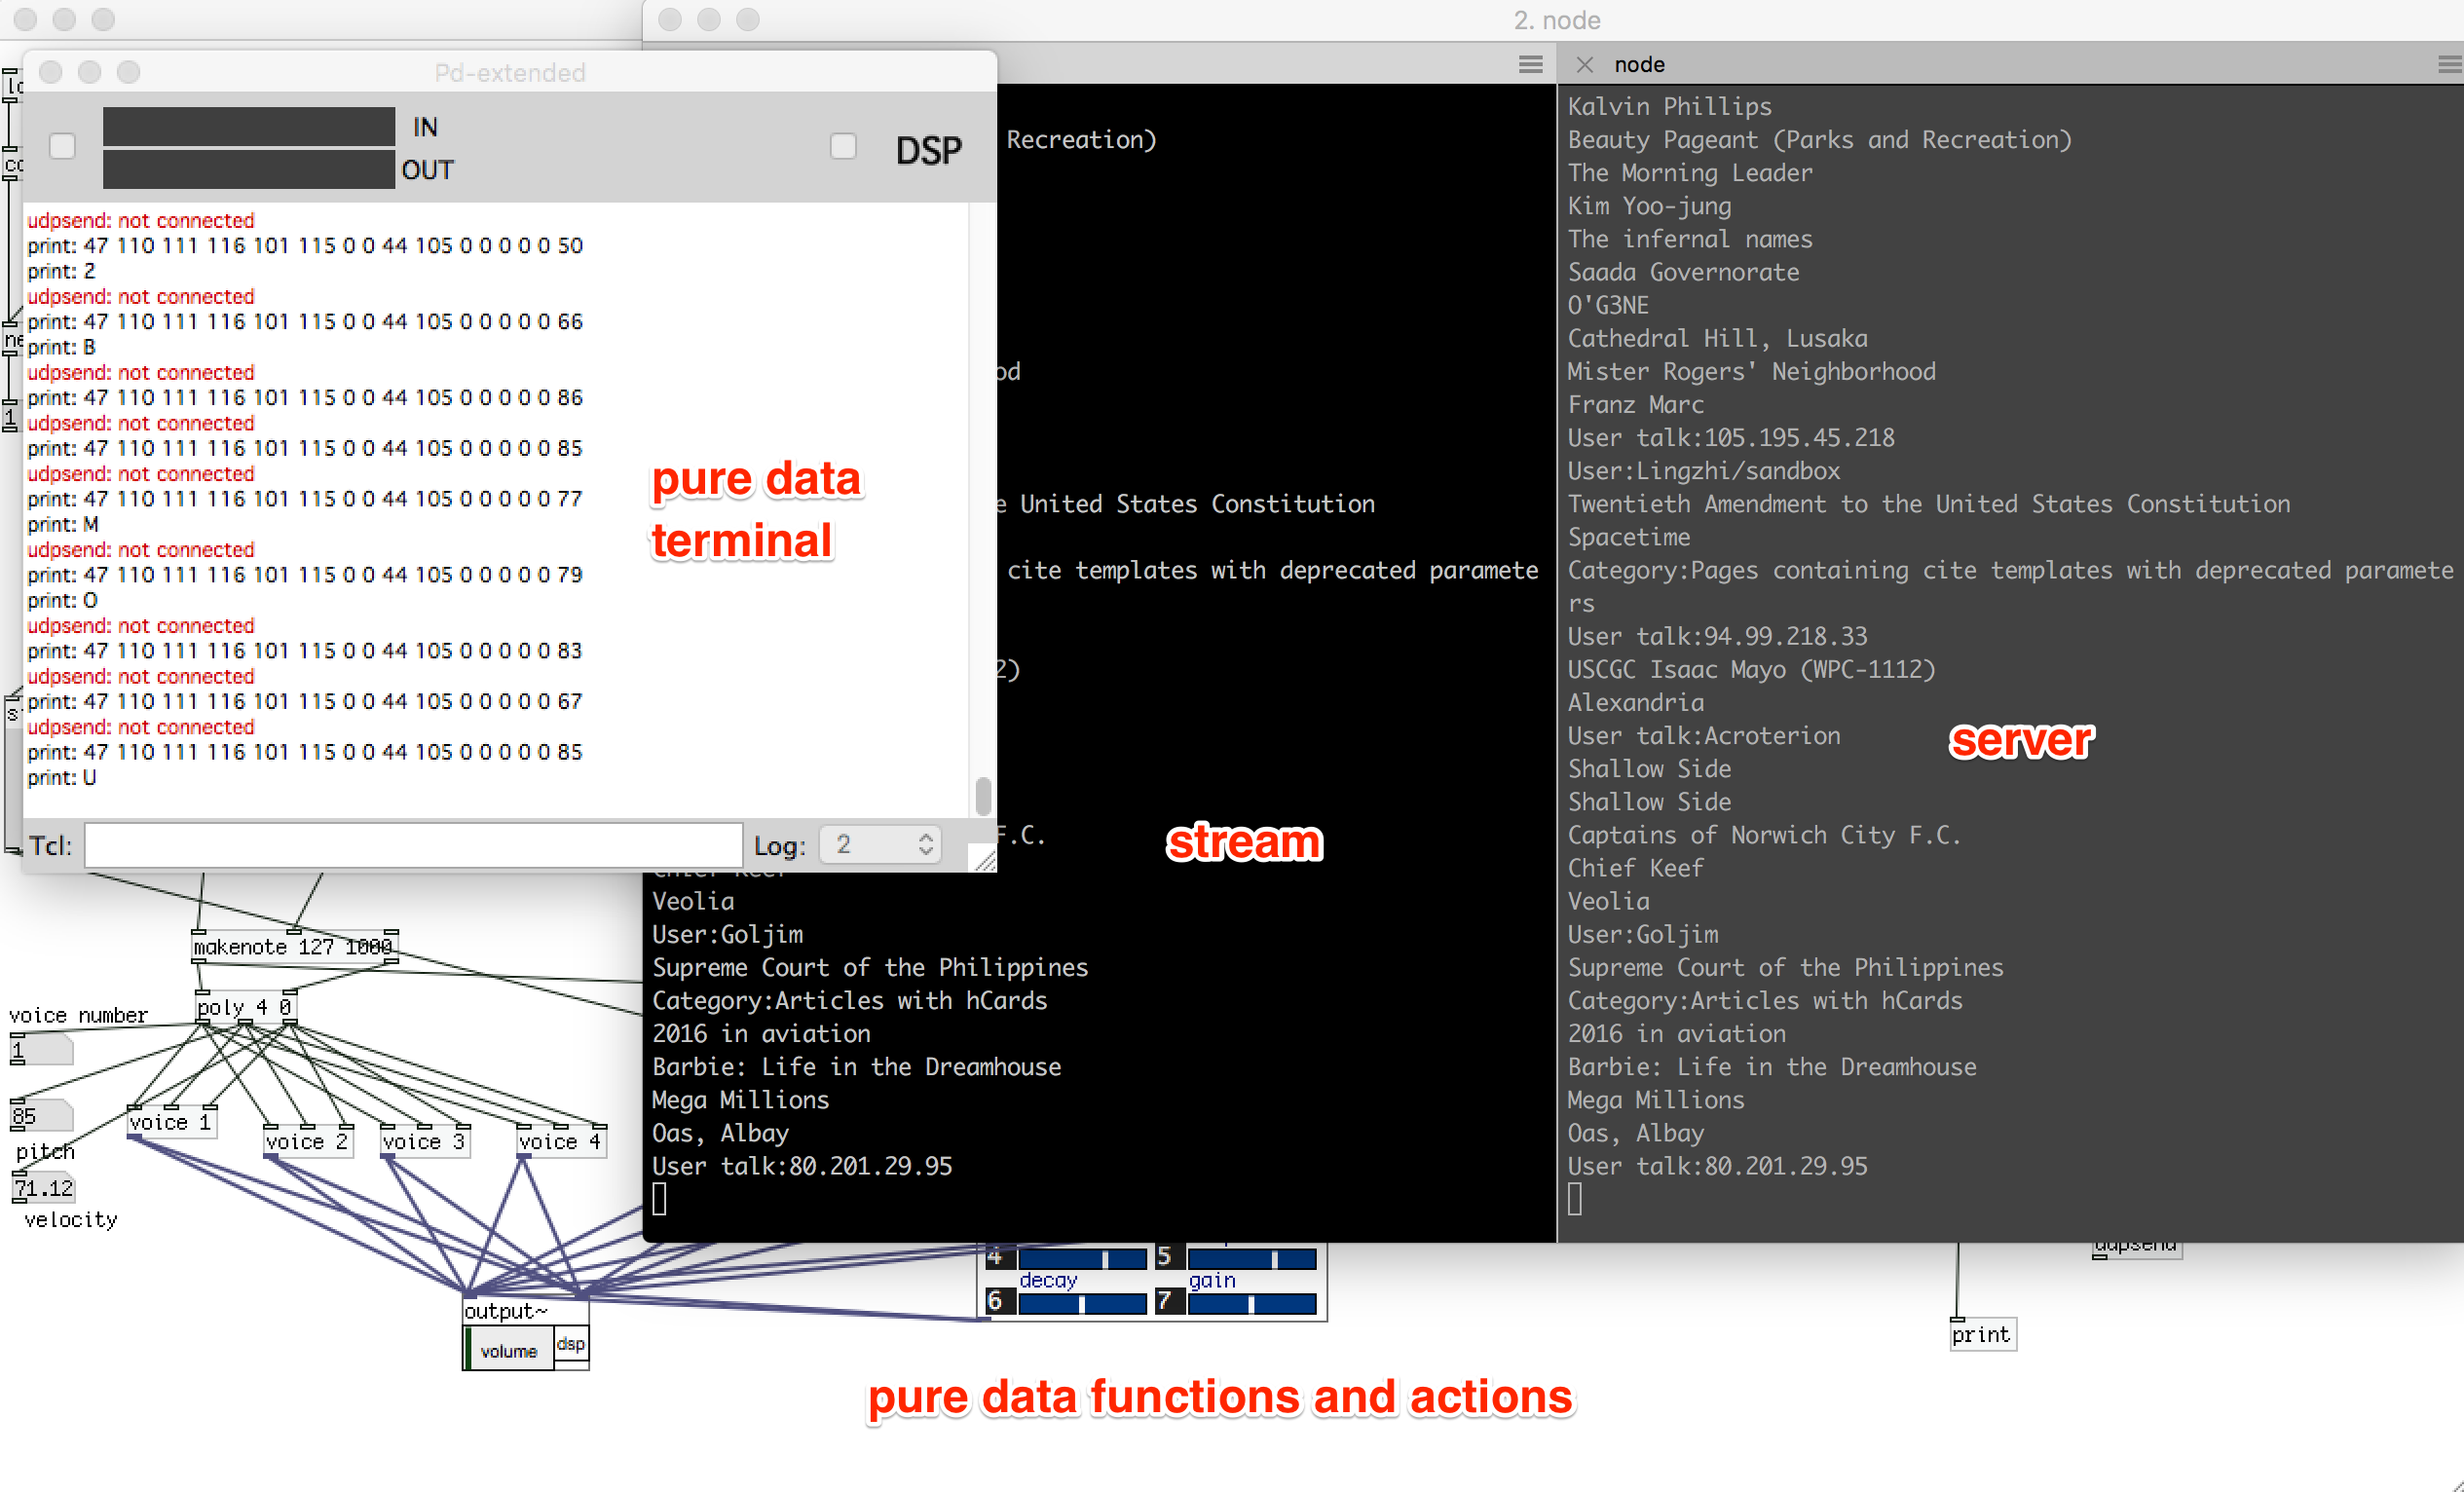 2. node
Pd-extended
IN
OUT
DSP
udpsend: not connected
print: 47 110 111 116 101 115 0 0 44 105 0 0 0 0 0 50
print: 2
udpsend: not connected
print: 47 110 111 116 101 115 0 0 44 105 0 0 0 0 0 66
print: B
udpsend: not connected
print: 47 110 111 116 101 115 0 0 44 105 0 0 0 0 0 86
udpsend: not connected
print: 47 110 111 116 101 115 0 0 44 105 0 0 0 0 0 85
udpsend: not connected
print: 47 110 111 116 101 115 0 0 44 105 0 0 0 0 0 77
print: M
udpsend: not connected
print: 47 110 111 116 101 115 0 0 44 105 0 0 0 0 0 79
print: O
udpsend: not connected
print: 47 110 111 116 101 115 0 0 44 105 0 0 0 0 0 83
udpsend: not connected
print: 47 110 111 116 101 115 0 0 44 105 0 0 0 0 0 67
udpsend: not connected
print: 47 110 111 116 101 115 0 0 44 105 0 0 0 0 0 85
print: U
pure data
terminal
Tcl:
Log: 2
1
Recreation)
od
e United States Constitution
cite templates with deprecated paramete
2)
F.C.
stream
Chief Keef
Veolia
User:Goljim
Supreme Court of the Philippines
Category:Articles with hCards
2016 in aviation
Barbie: Life in the Dreamhouse
Mega Millions
Oas, Albay
User talk:80.201.29.95
node
Kalvin Phillips
Beauty Pageant (Parks and Recreation)
The Morning Leader
Kim Yoo-jung
The infernal names
Saada Governorate
O'G3NE
Cathedral Hill, Lusaka
Mister Rogers' Neighborhood
Franz Marc
User talk:105.195.45.218
User:Lingzhi/sandbox
Twentieth Amendment to the United States Constitution
Spacetime
Category:Pages containing cite templates with deprecated paramete
rs
User talk:94.99.218.33
USCGC Isaac Mayo (WPC-1112)
Alexandria
User talk:Acroterion
Shallow Side
Shallow Side
Captains of Norwich City F.C.
Chief Keef
Veolia
User:Goljim
Supreme Court of the Philippines
Category:Articles with hCards
2016 in aviation
Barbie: Life in the Dreamhouse
Mega Millions
Oas, Albay
User talk:80.201.29.95
server
makenote 127 1000
poly 4 0
voice number
1
85
pitch
71.12
velocity
voice 1
voice 2
voice 3
voice 4
output~
volume
dsp
4
5
decay
gain
6
7
udpsend
print
pure data functions and actions